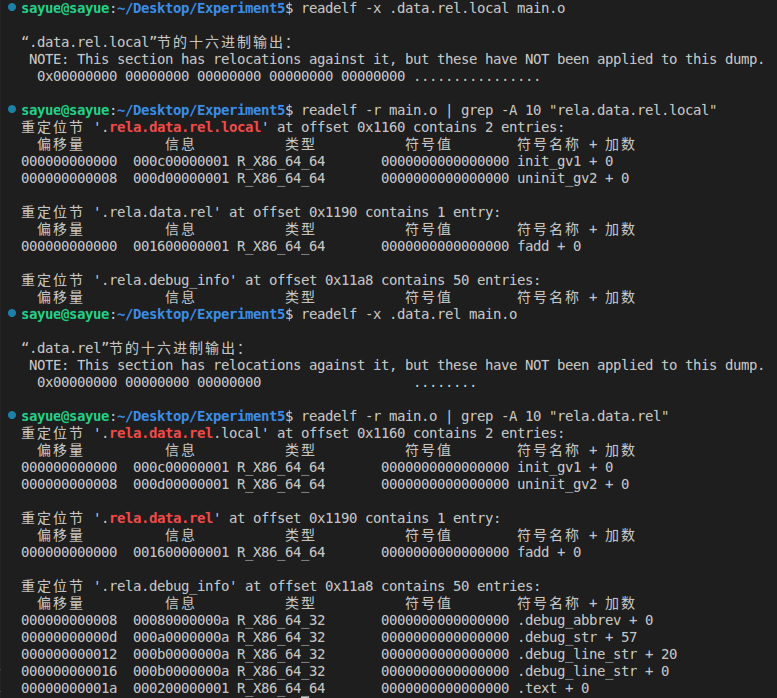 sayue@sayue:~/Desktop/Experiment5$ readelf -x .data.rel.local main.o
“.data.rel.local”节的十六进制输出：
NOTE: This section has relocations against it, but these have NOT been applied to this dump.
0x00000000 00000000 00000000 00000000 00000000 ................
sayue@sayue:~/Desktop/Experiment5$ readelf -r main.o | grep -A 10 "rela.data.rel.local"
重定位节 '.rela.data.rel.local' at offset 0x1160 contains 2 entries:
偏移量 信息 类型 符号值 符号名称 + 加数
000000000000 000c00000001 R_X86_64_64 0000000000000000 init_gv1 + 0
000000000008 000d00000001 R_X86_64_64 0000000000000000 uninit_gv2 + 0
重定位节 '.rela.data.rel' at offset 0x1190 contains 1 entry:
偏移量 信息 类型 符号值 符号名称 + 加数
000000000000 001600000001 R_X86_64_64 0000000000000000 fadd + 0
重定位节 '.rela.debug_info' at offset 0x11a8 contains 50 entries:
偏移量 信息 类型 符号值 符号名称 + 加数
sayue@sayue:~/Desktop/Experiment5$ readelf -x .data.rel main.o
“.data.rel”节的十六进制输出：
NOTE: This section has relocations against it, but these have NOT been applied to this dump.
0x00000000 00000000 00000000 ........
sayue@sayue:~/Desktop/Experiment5$ readelf -r main.o | grep -A 10 "rela.data.rel"
重定位节 '.rela.data.rel.local' at offset 0x1160 contains 2 entries:
偏移量 信息 类型 符号值 符号名称 + 加数
000000000000 000c00000001 R_X86_64_64 0000000000000000 init_gv1 + 0
000000000008 000d00000001 R_X86_64_64 0000000000000000 uninit_gv2 + 0
重定位节 '.rela.data.rel' at offset 0x1190 contains 1 entry:
偏移量 信息 类型 符号值 符号名称 + 加数
000000000000 001600000001 R_X86_64_64 0000000000000000 fadd + 0
重定位节 '.rela.debug_info' at offset 0x11a8 contains 50 entries:
偏移量 信息 类型 符号值 符号名称 + 加数
000000000008 00080000000a R_X86_64_32 0000000000000000 .debug_abbrev + 0
00000000000d 000a0000000a R_X86_64_32 0000000000000000 .debug_str + 57
000000000012 000b0000000a R_X86_64_32 0000000000000000 .debug_line_str + 20
000000000016 000b0000000a R_X86_64_32 0000000000000000 .debug_line_str + 0
00000000001a 000200000001 R_X86_64_64 0000000000000000 .text + 0